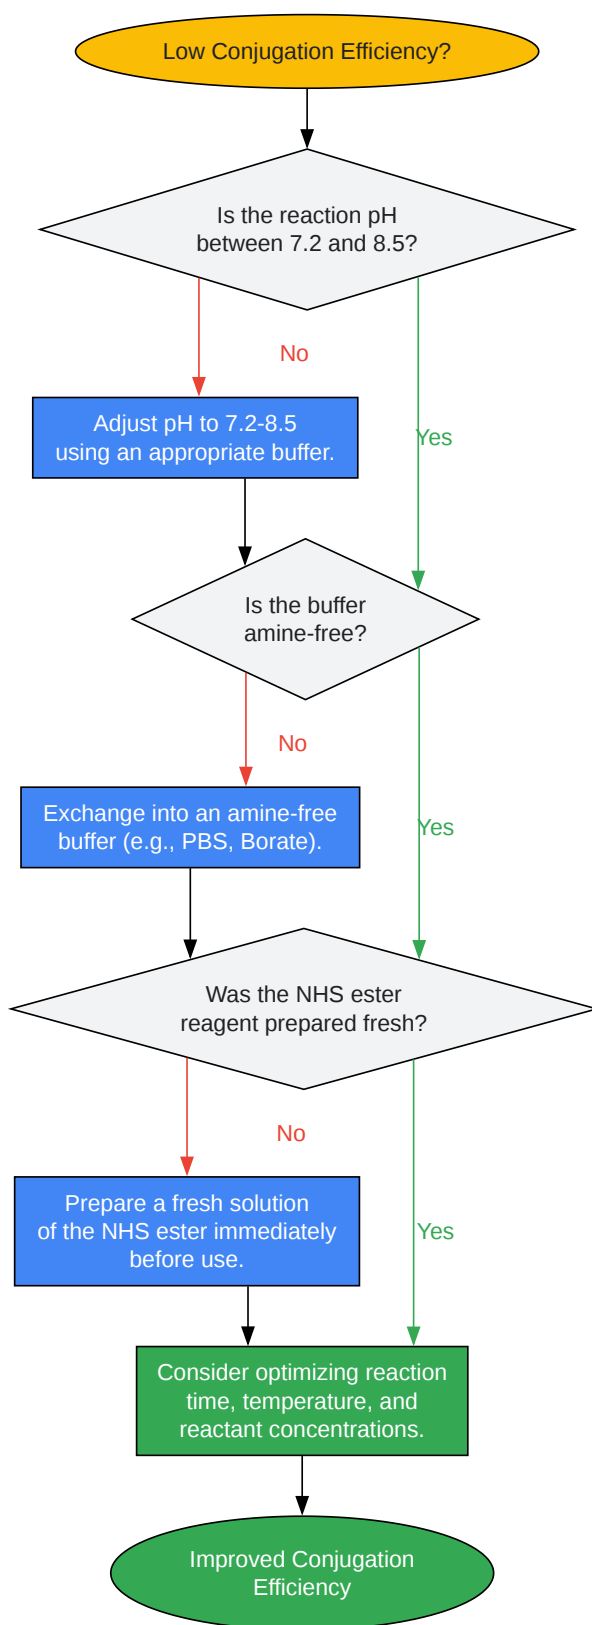 Low Conjugation Efficiency?
Is the reaction pH
between 7.2 and 8.5?
No
Adjust pH to 7.2-8.5
using an appropriate buffer.
Yes
Is the buffer
amine-free?
No
Exchange into an amine-free
buffer (e.g., PBS, Borate).
Yes
Was the NHS ester
reagent prepared fresh?
No
Prepare a fresh solution
of the NHS ester immediately
before use.
Yes
Consider optimizing reaction
time, temperature, and
reactant concentrations.
Improved Conjugation
Efficiency